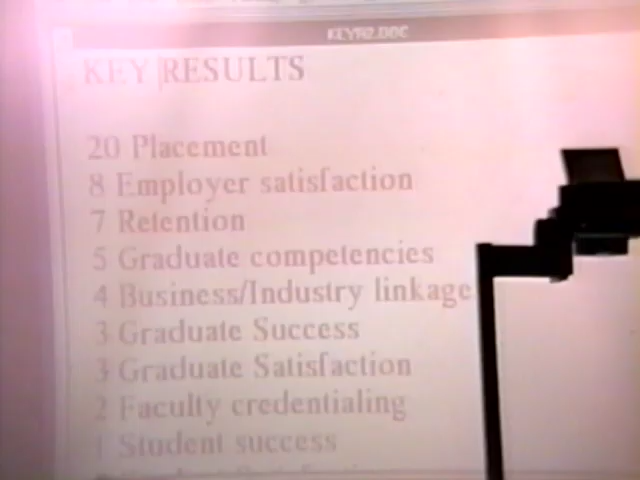 KEYR2.DOC
KEY RESULTS
20 Placement
8 Employer satisfaction
7 Retention
5 Graduate competencies
4 Business/Industry linkage
3 Graduate Success
3 Graduate Satisfaction
2 Faculty credentialing
1 Student success